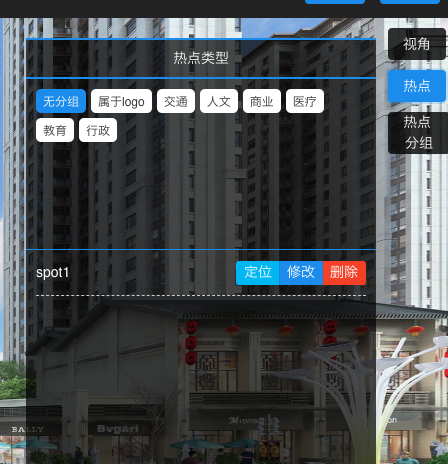 视角
热点类型
热点
无分组 属于logo 交通 人文 商业 医疗
热点
分组
教育 行政
spot1 定位 修改 删除
BALLY
Bvgari